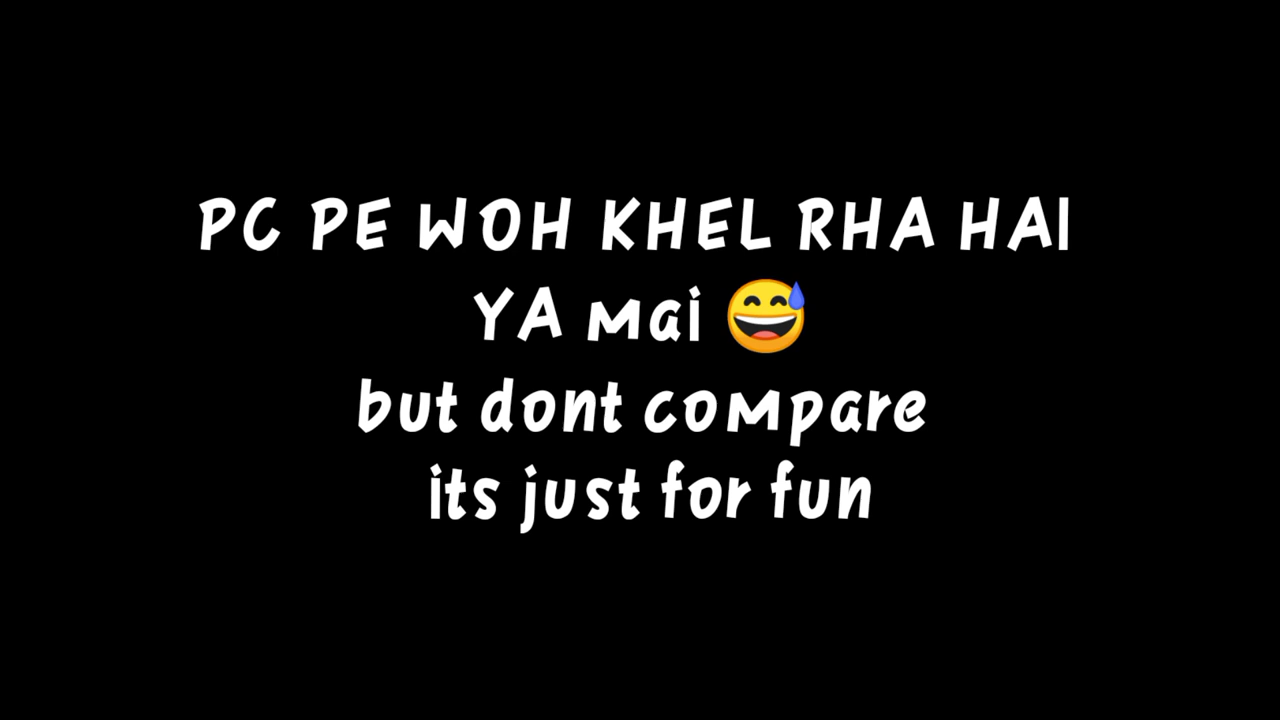 PC PE WOH KHEL RHA HAI
YA mai 😅
but dont compare
its just for fun